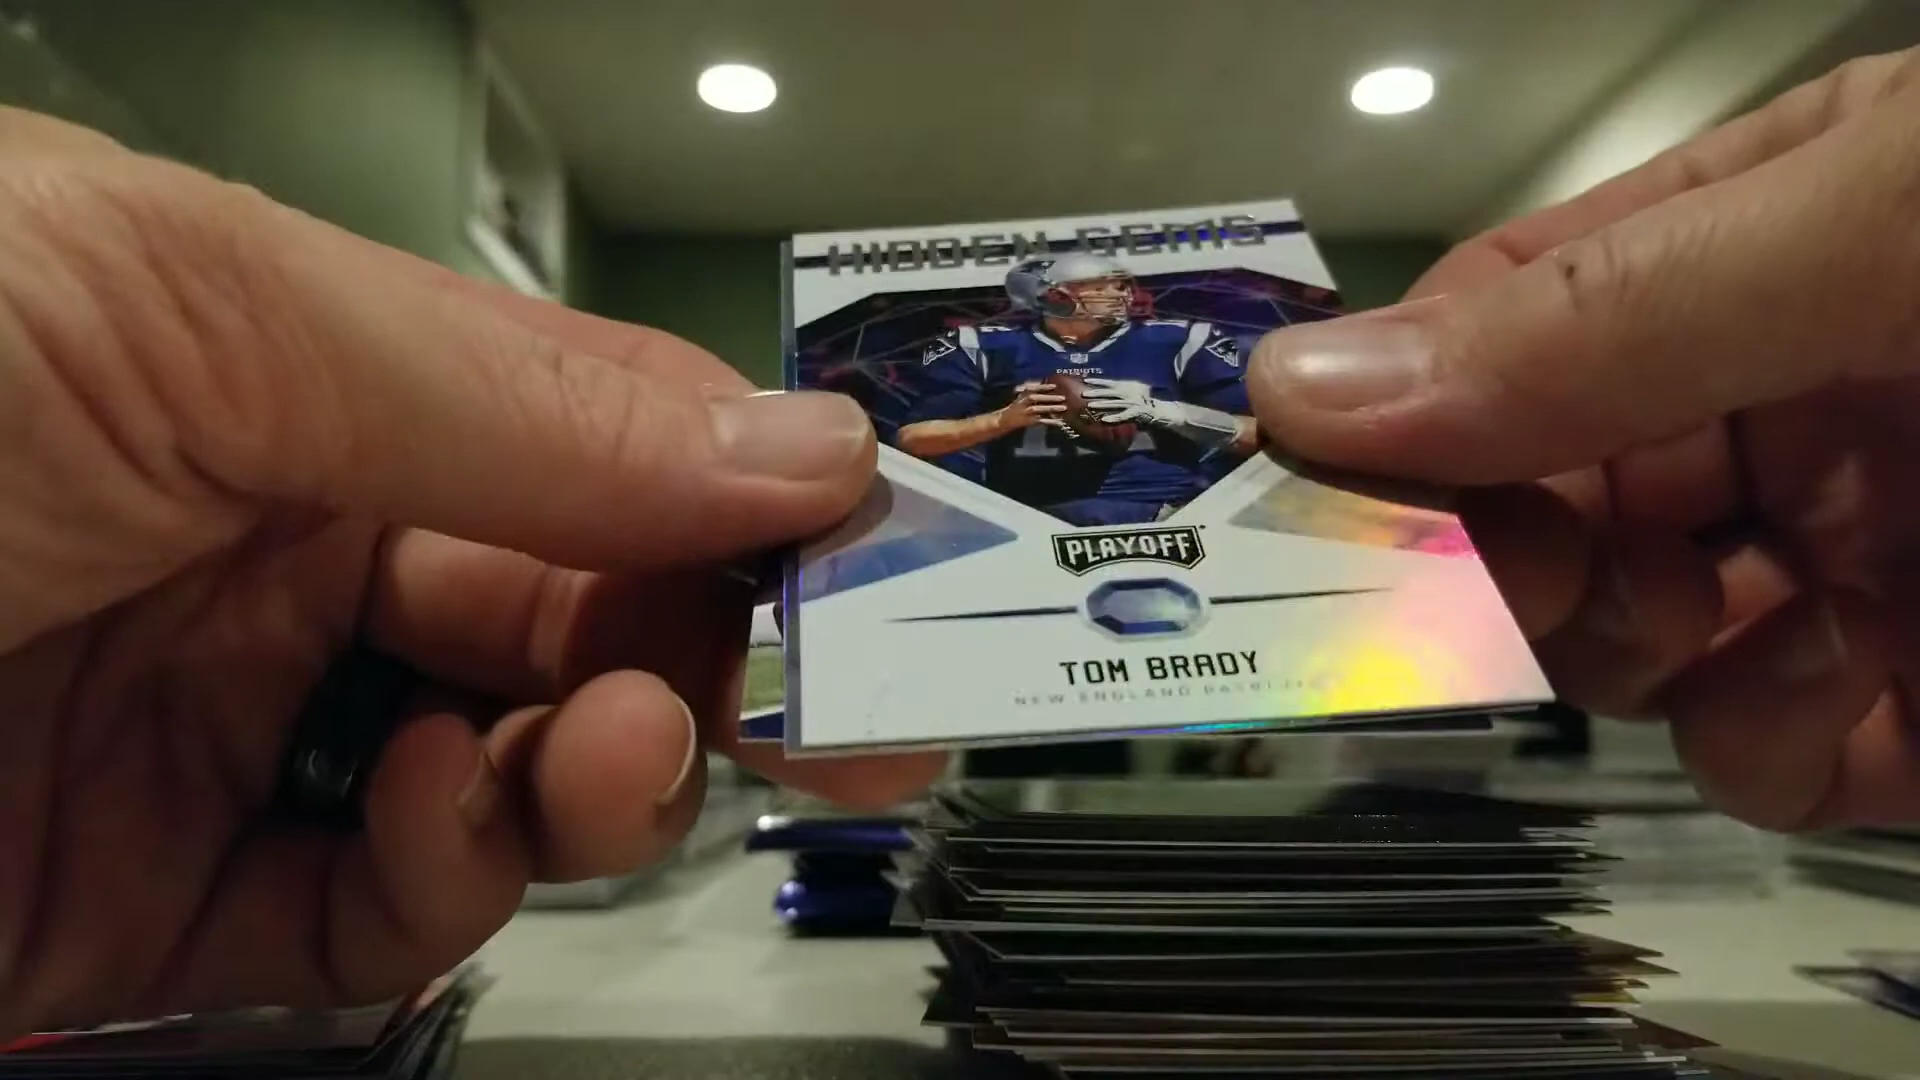 HIDDEN GEMS
PATRIOTS
PLAYOFF
TOM BRADY
NEW ENGLAND PATRIOTS